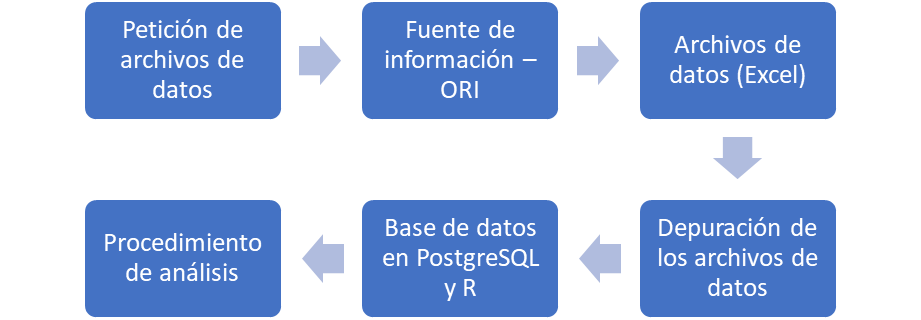 Petición de
archivos de
datos
Fuente de
información –
ORI
Archivos de
datos (Excel)
Depuración de
los archivos de
datos
Base de datos
en PostgreSQL
y R
Procedimiento
de análisis